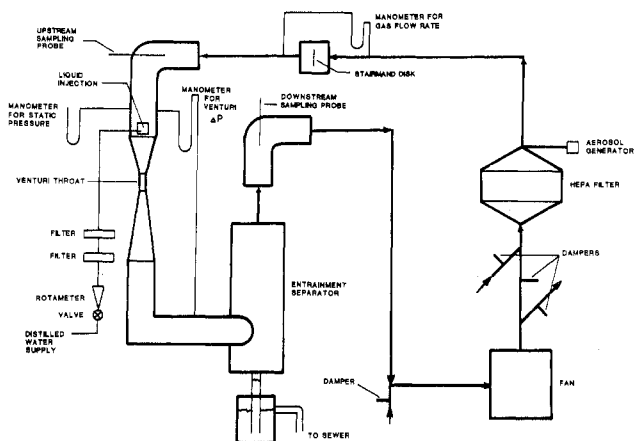 UPSTREAM
SAMPLING
PROBE
MANOMETER FOR
GAS FLOW RATE
STAIRMAND DISK
LIQUID
INJECTION
MANOMETER
FOR STATIC
PRESSURE
MANOMETER
FOR
VENTURI
ΔP
DOWNSTREAM
SAMPLING PROBE
AEROSOL
GENERATOR
HEPA FILTER
VENTURI THROAT
FILTER
FILTER
DAMPERS
ENTRAINMENT
SEPARATOR
ROTAMETER
VALVE
DISTILLED
WATER
SUPPLY
DAMPER
FAN
TO SEWER